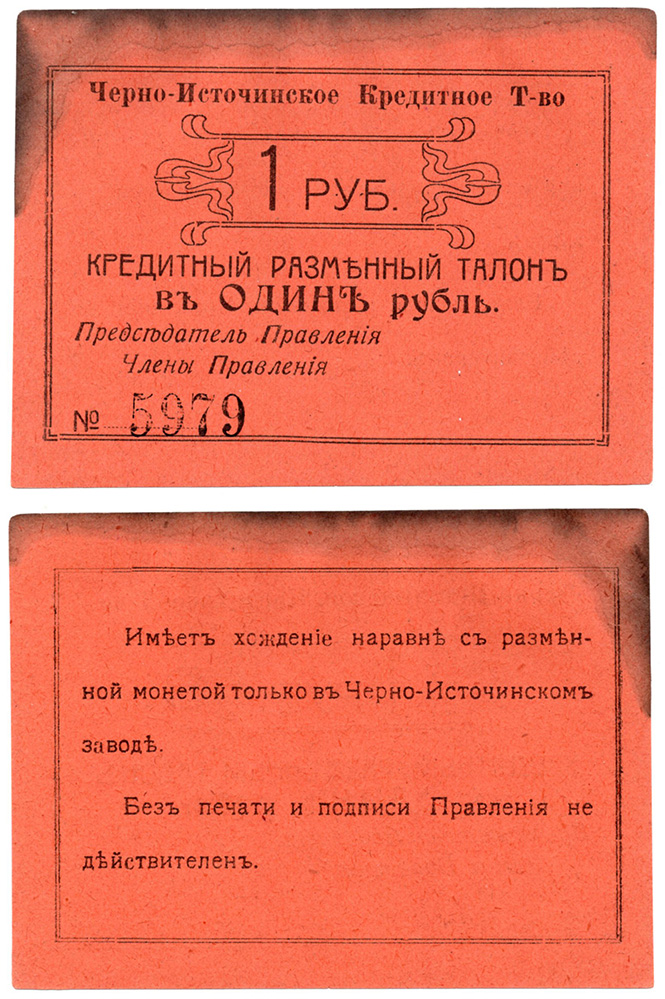 Черно-Источинское Кредитное Т-во
1 РУБ.
КРЕДИТНЫЙ РАЗМѢННЫЙ ТАЛОНЪ
въ ОДИНЪ рубль.
Предсѣдатель Правленія
Члены Правленія
№ 5979
Имѣетъ хожденіе наравнѣ съ размѣн-
ной монетой только въ Черно-Источинскомъ
заводѣ.
Безъ печати и подписи Правленія не
дѣйствителенъ.